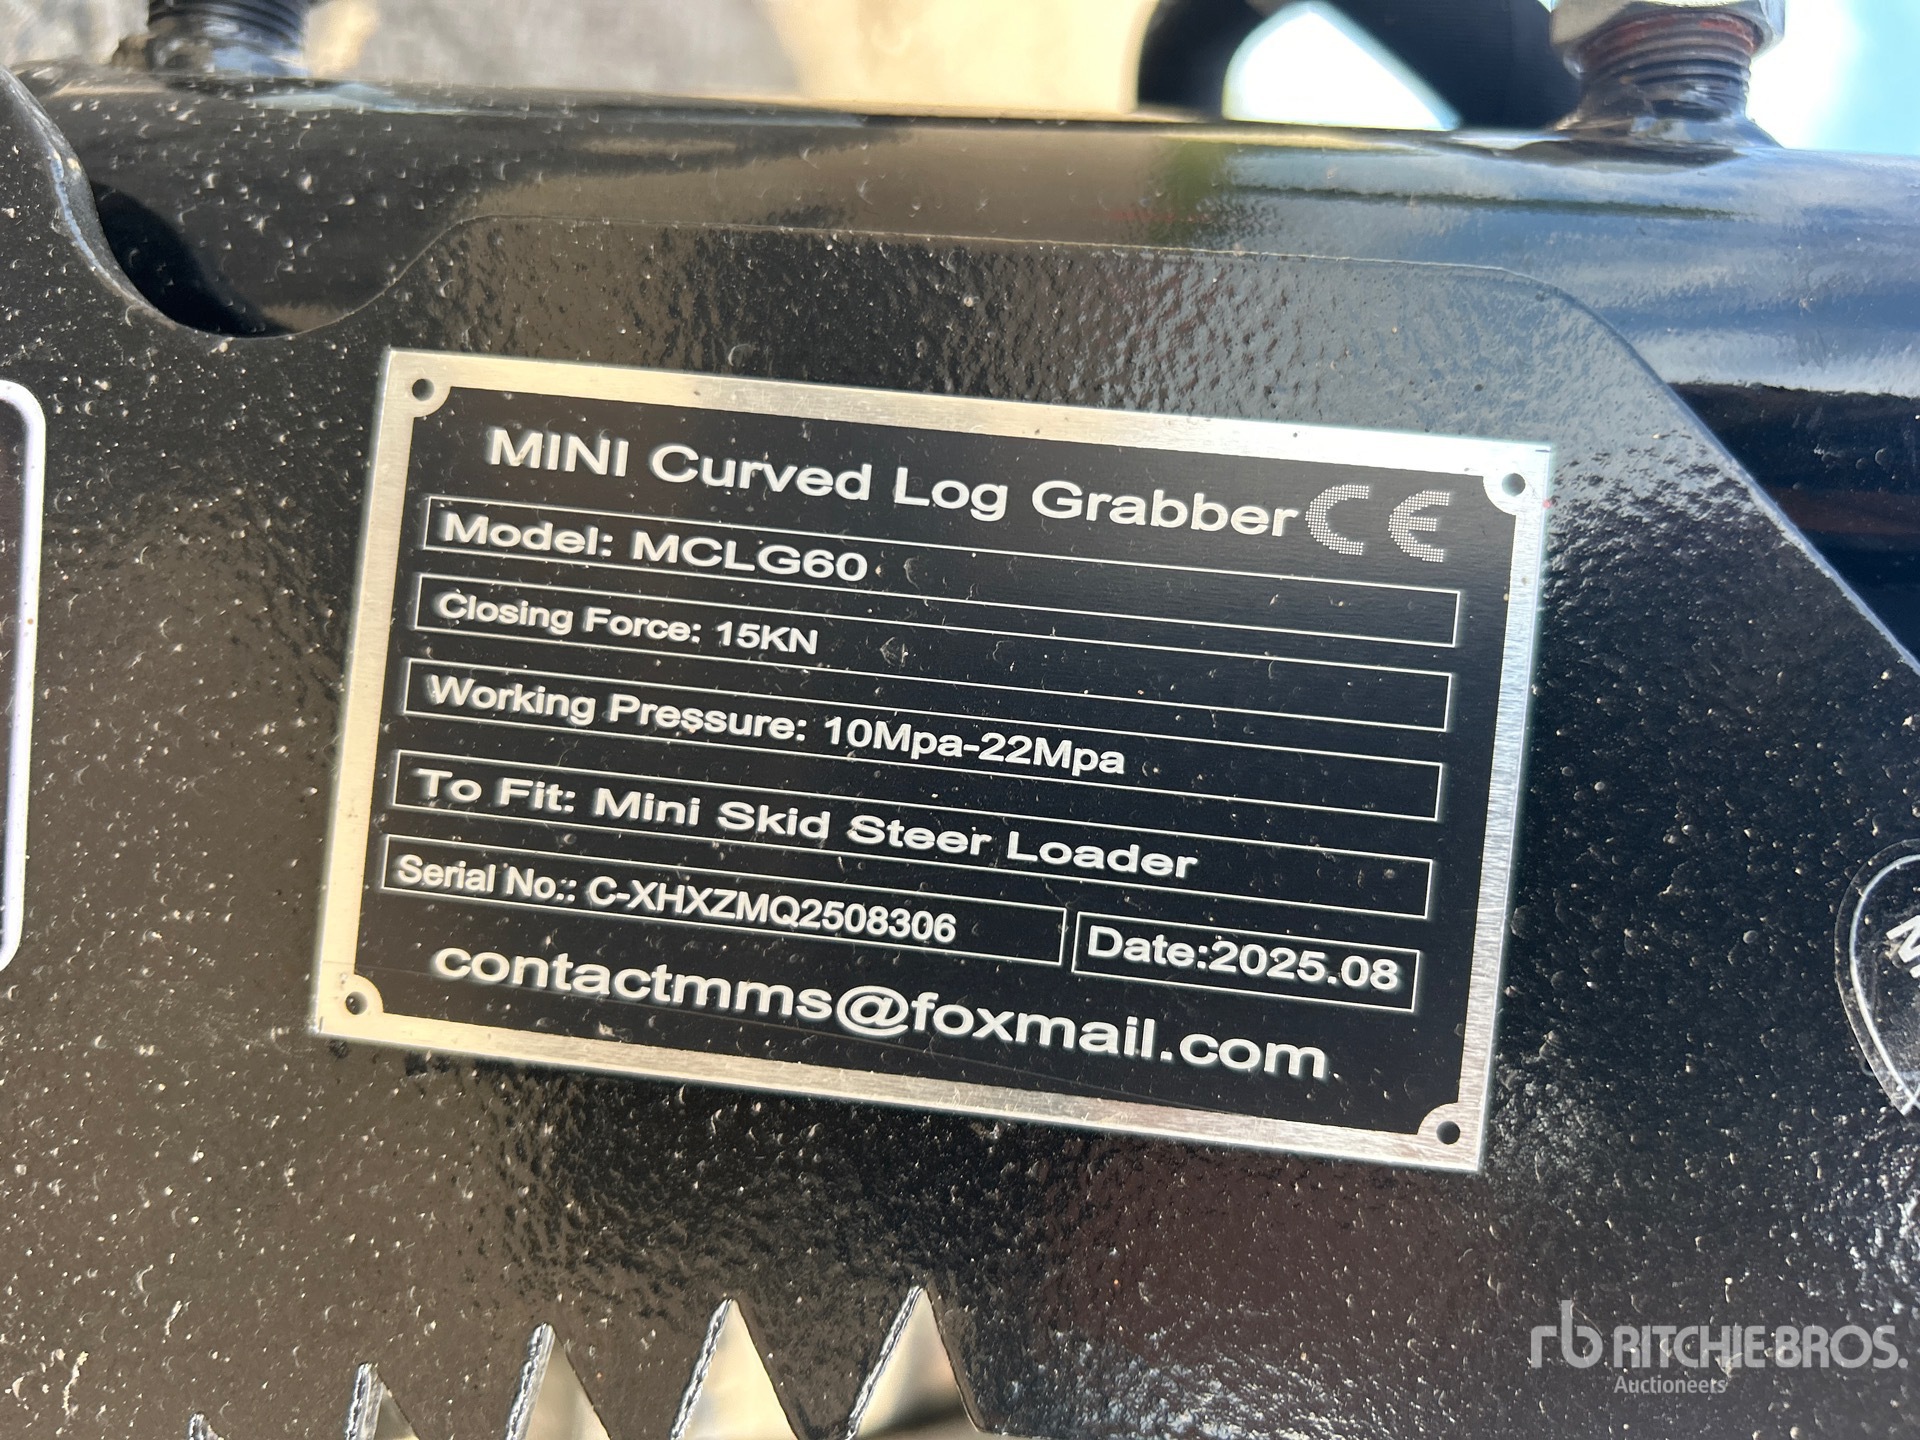 MINI Curved Log Grabber CE
Model: MCLG60
Closing Force: 15KN
Working Pressure: 10Mpa-22Mpa
To Fit: Mini Skid Steer Loader
Serial No.: C-XHXZMQ2508306
Date:2025.08
contactmms@foxmail.com
rb RITCHIE BROS.
Auctioneers